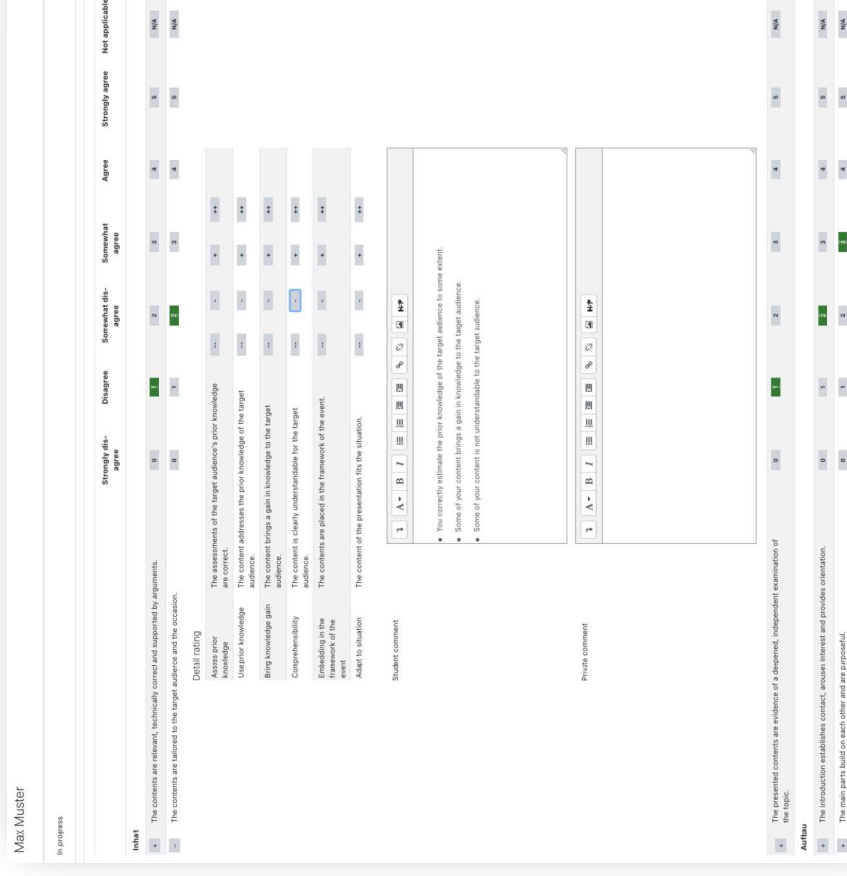 Max Muster
In progress
Strongly dis-
agree
Disagree
Somewhat dis-
agree
Somewhat
agree
Agree
Strongly agree
Not applicable
Inhat
+ The contents are relevant, technically correct and supported by arguments. 0 1 2 3 4 5 N/A
− The contents are tailored to the target audience and the occasion. 0 1 2 3 4 5 N/A
Detail rating
Assess prior
knowledge
The assessments of the target audience's prior knowledge
are correct.
-- - + ++
Use prior knowledge
The content addresses the prior knowledge of the target
audience.
-- - + ++
Bring knowledge gain
The content brings a gain in knowledge to the target
audience.
-- - + ++
Comprehensibility
The content is clearly understandable for the target
audience.
-- - + ++
Embedding in the
framework of the
event
The contents are placed in the framework of the event.
-- - + ++
Adapt to situation
The content of the presentation fits the situation.
-- - + ++
Student comment
A B I H-P
• You correctly estimate the prior knowledge of the target audience to some extent.
• Some of your content brings a gain in knowledge to the target audience.
• Some of your content is not understandable to the target audience.
Private comment
A B I H-P
+ The presented contents are evidence of a deepened, independent examination of
the topic.
0 1 2 3 4 5 N/A
Aufbau
+ The introduction establishes contact, arouses interest and provides orientation. 0 1 2 3 4 5 N/A
+ The main parts build on each other and are purposeful. 0 1 2 3 4 5 N/A